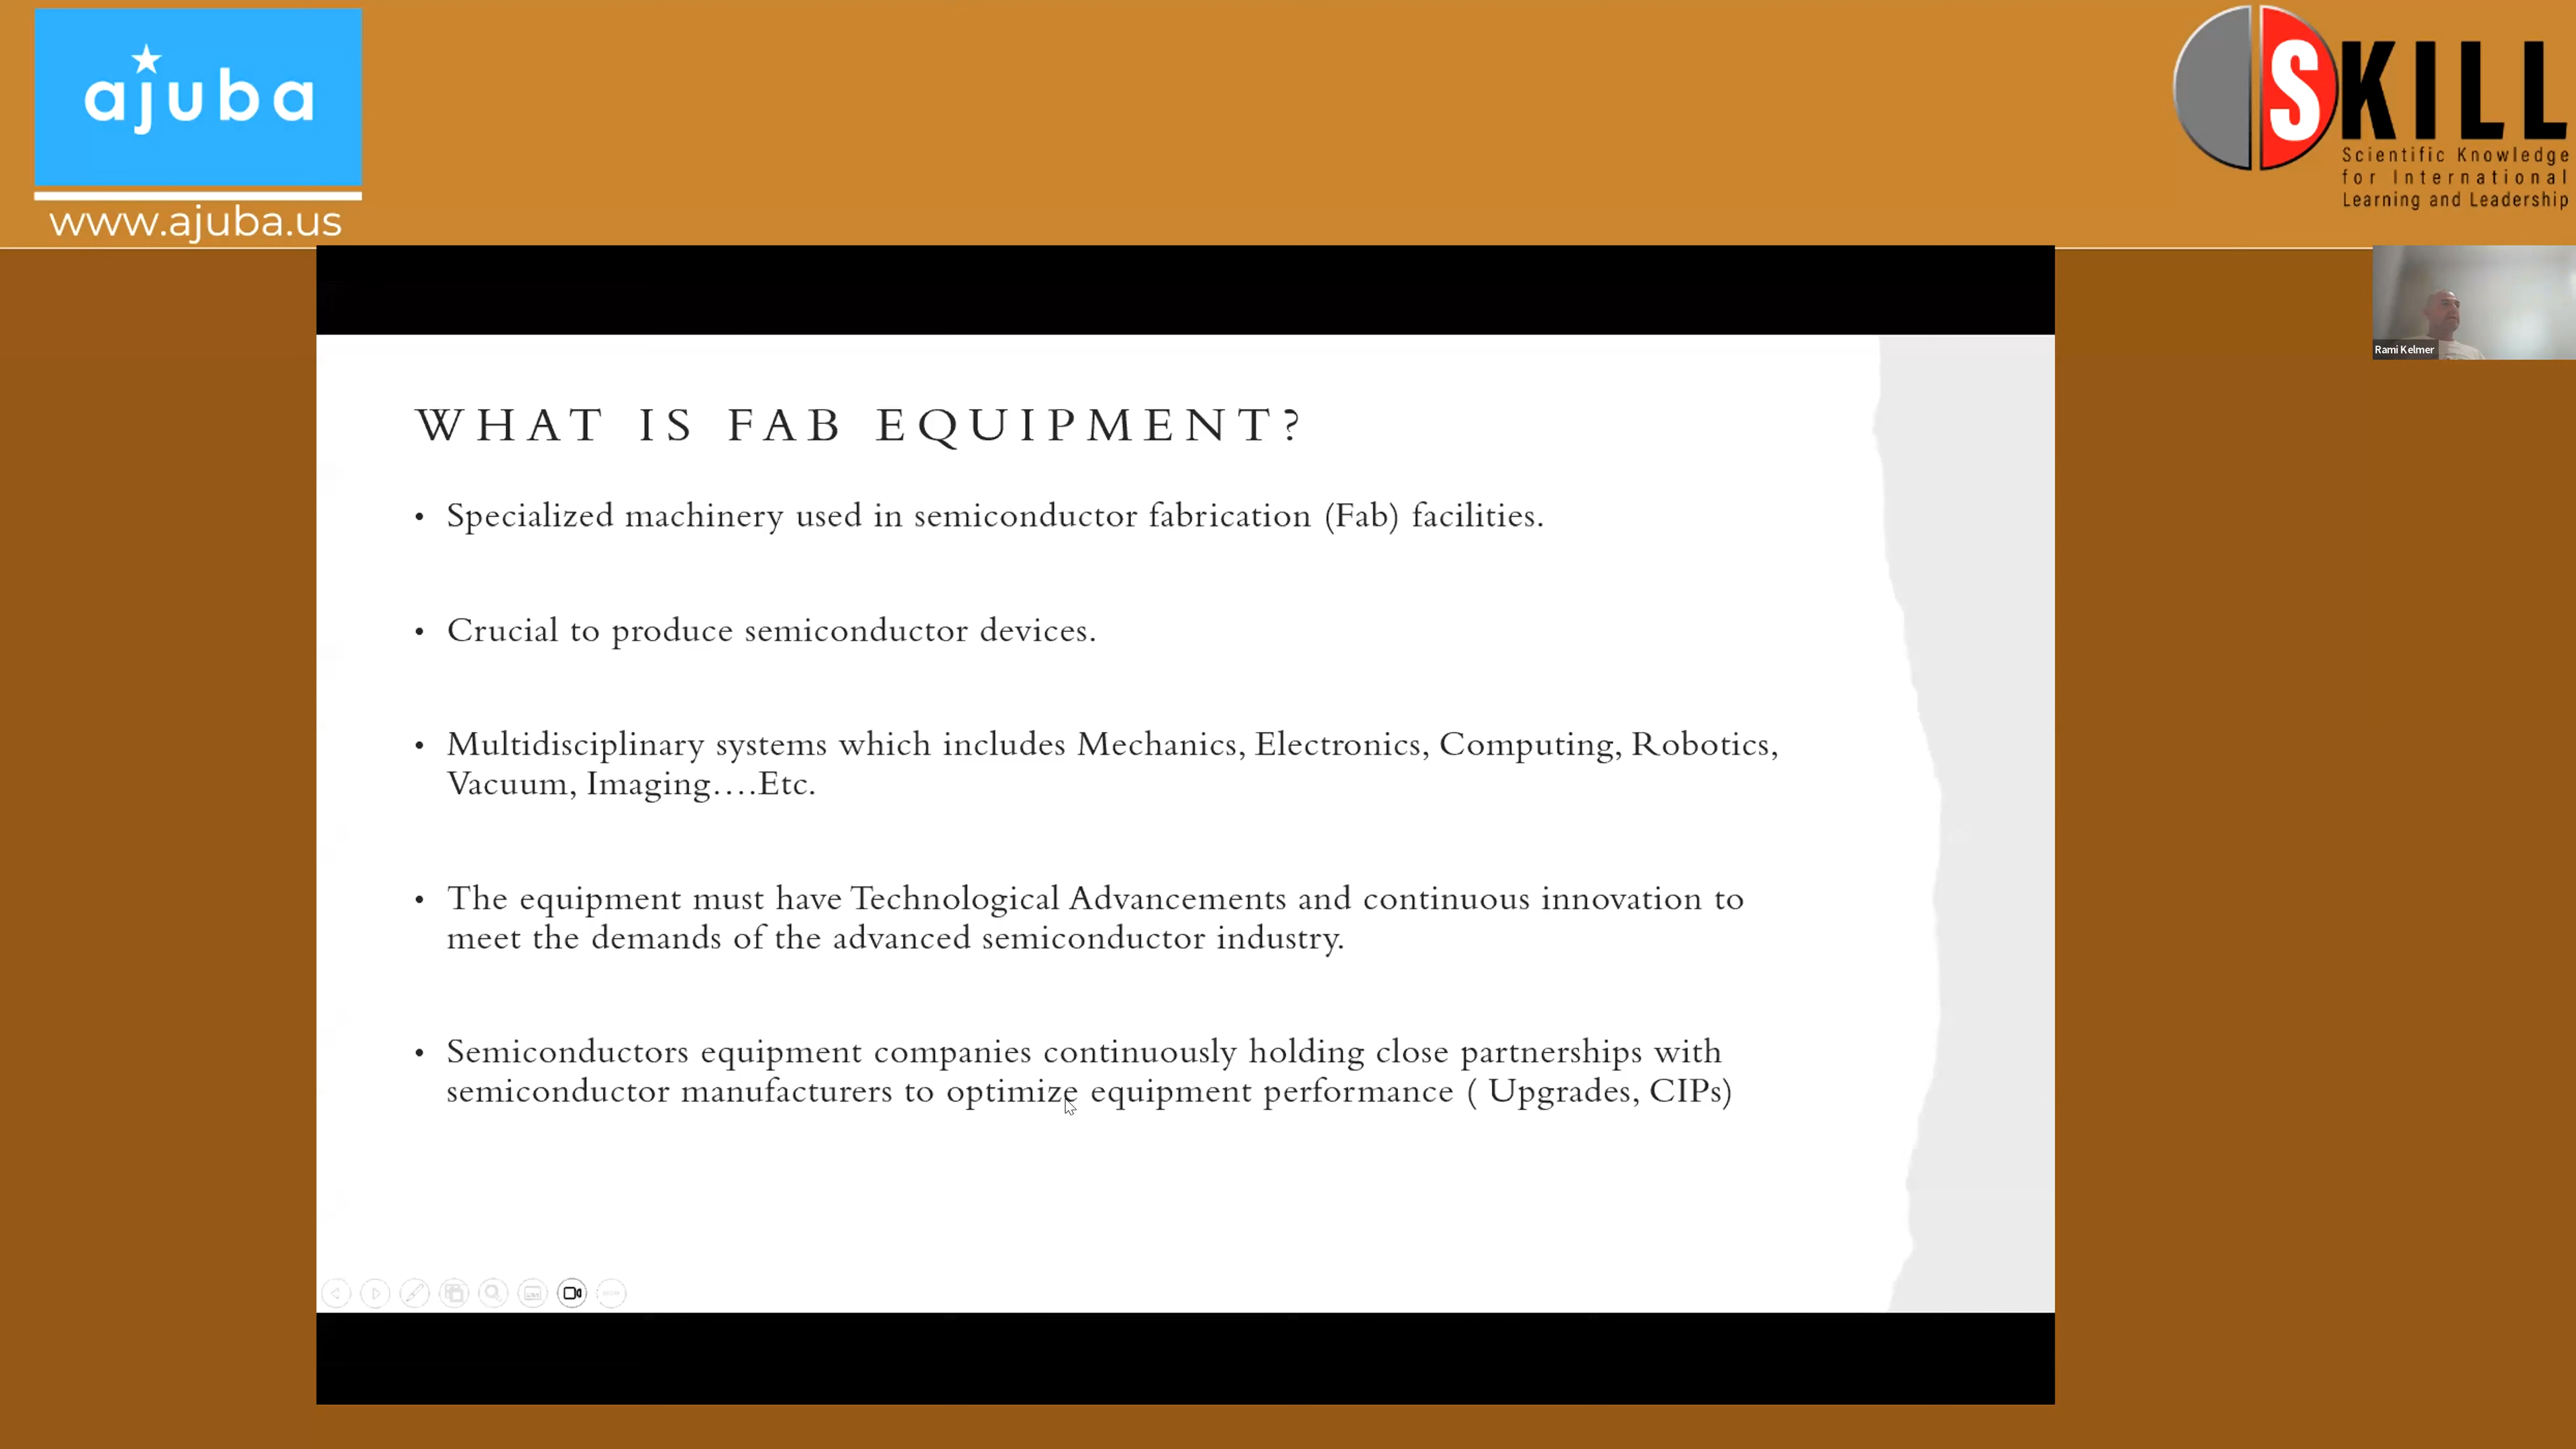 ajuba
www.ajuba.us
SKILL
Scientific Knowledge
for International
Learning and Leadership
Rami Kelmer
WHAT IS FAB EQUIPMENT?
• Specialized machinery used in semiconductor fabrication (Fab) facilities.
• Crucial to produce semiconductor devices.
• Multidisciplinary systems which includes Mechanics, Electronics, Computing, Robotics,
Vacuum, Imaging….Etc.
• The equipment must have Technological Advancements and continuous innovation to
meet the demands of the advanced semiconductor industry.
• Semiconductors equipment companies continuously holding close partnerships with
semiconductor manufacturers to optimize equipment performance ( Upgrades, CIPs)